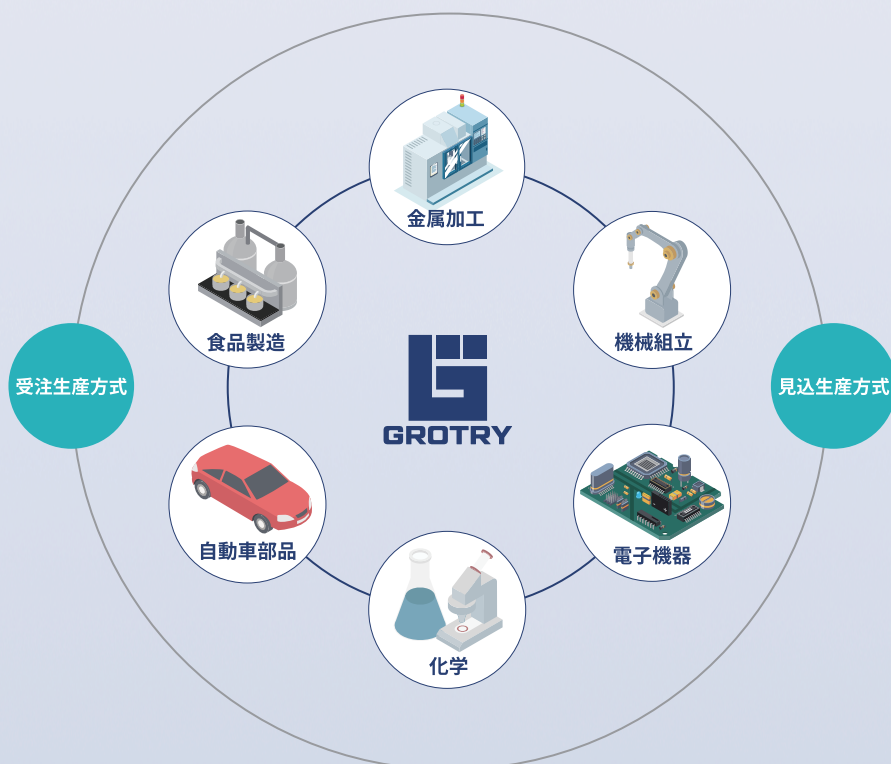 金属加工
食品製造
機械組立
受注生産方式
見込生産方式
GROTRY
自動車部品
電子機器
化学